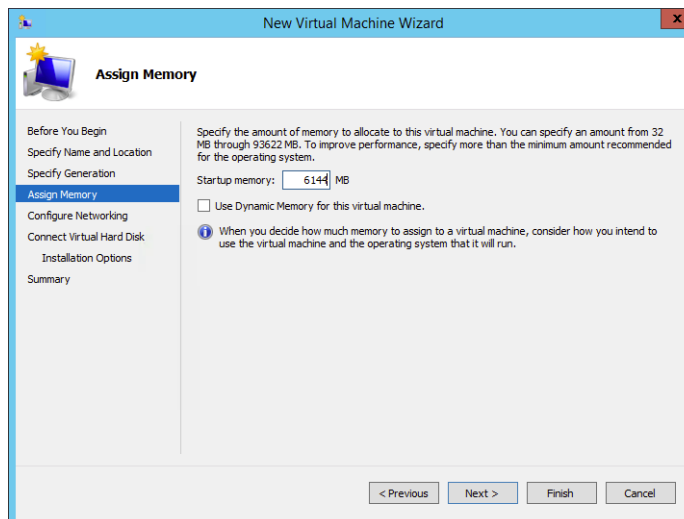 New Virtual Machine Wizard
x
Assign Memory
Before You Begin
Specify Name and Location
Specify Generation
Assign Memory
Configure Networking
Connect Virtual Hard Disk
Installation Options
Summary
Specify the amount of memory to allocate to this virtual machine. You can specify an amount from 32
MB through 93622 MB. To improve performance, specify more than the minimum amount recommended
for the operating system.
Startup memory: 6144 MB
Use Dynamic Memory for this virtual machine.
When you decide how much memory to assign to a virtual machine, consider how you intend to
use the virtual machine and the operating system that it will run.
< Previous Next > Finish Cancel